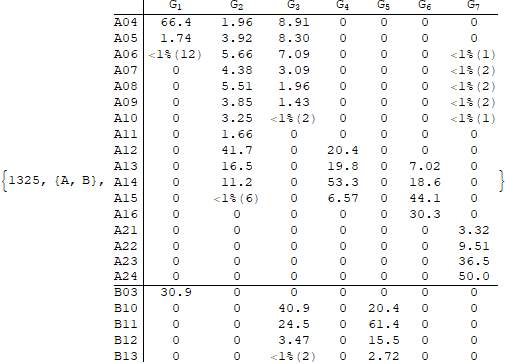 G₁ G₂ G₃ G₄ G₅ G₆ G₇
A04 66.4 1.96 8.91 0 0 0 0
A05 1.74 3.92 8.30 0 0 0 0
A06 <1%(12) 5.66 7.09 0 0 0 <1%(1)
A07 0 4.38 3.09 0 0 0 <1%(2)
A08 0 5.51 1.96 0 0 0 <1%(2)
A09 0 3.85 1.43 0 0 0 <1%(2)
A10 0 3.25 <1%(2) 0 0 0 <1%(1)
A11 0 1.66 0 0 0 0 0
A12 0 41.7 0 20.4 0 0 0
A13 0 16.5 0 19.8 0 7.02 0
{1325, {A, B}, A14 0 11.2 0 53.3 0 18.6 0 }
A15 0 <1%(6) 0 6.57 0 44.1 0
A16 0 0 0 0 0 30.3 0
A21 0 0 0 0 0 0 3.32
A22 0 0 0 0 0 0 9.51
A23 0 0 0 0 0 0 36.5
A24 0 0 0 0 0 0 50.0
B03 30.9 0 0 0 0 0 0
B10 0 0 40.9 0 20.4 0 0
B11 0 0 24.5 0 61.4 0 0
B12 0 0 3.47 0 15.5 0 0
B13 0 0 <1%(2) 0 2.72 0 0